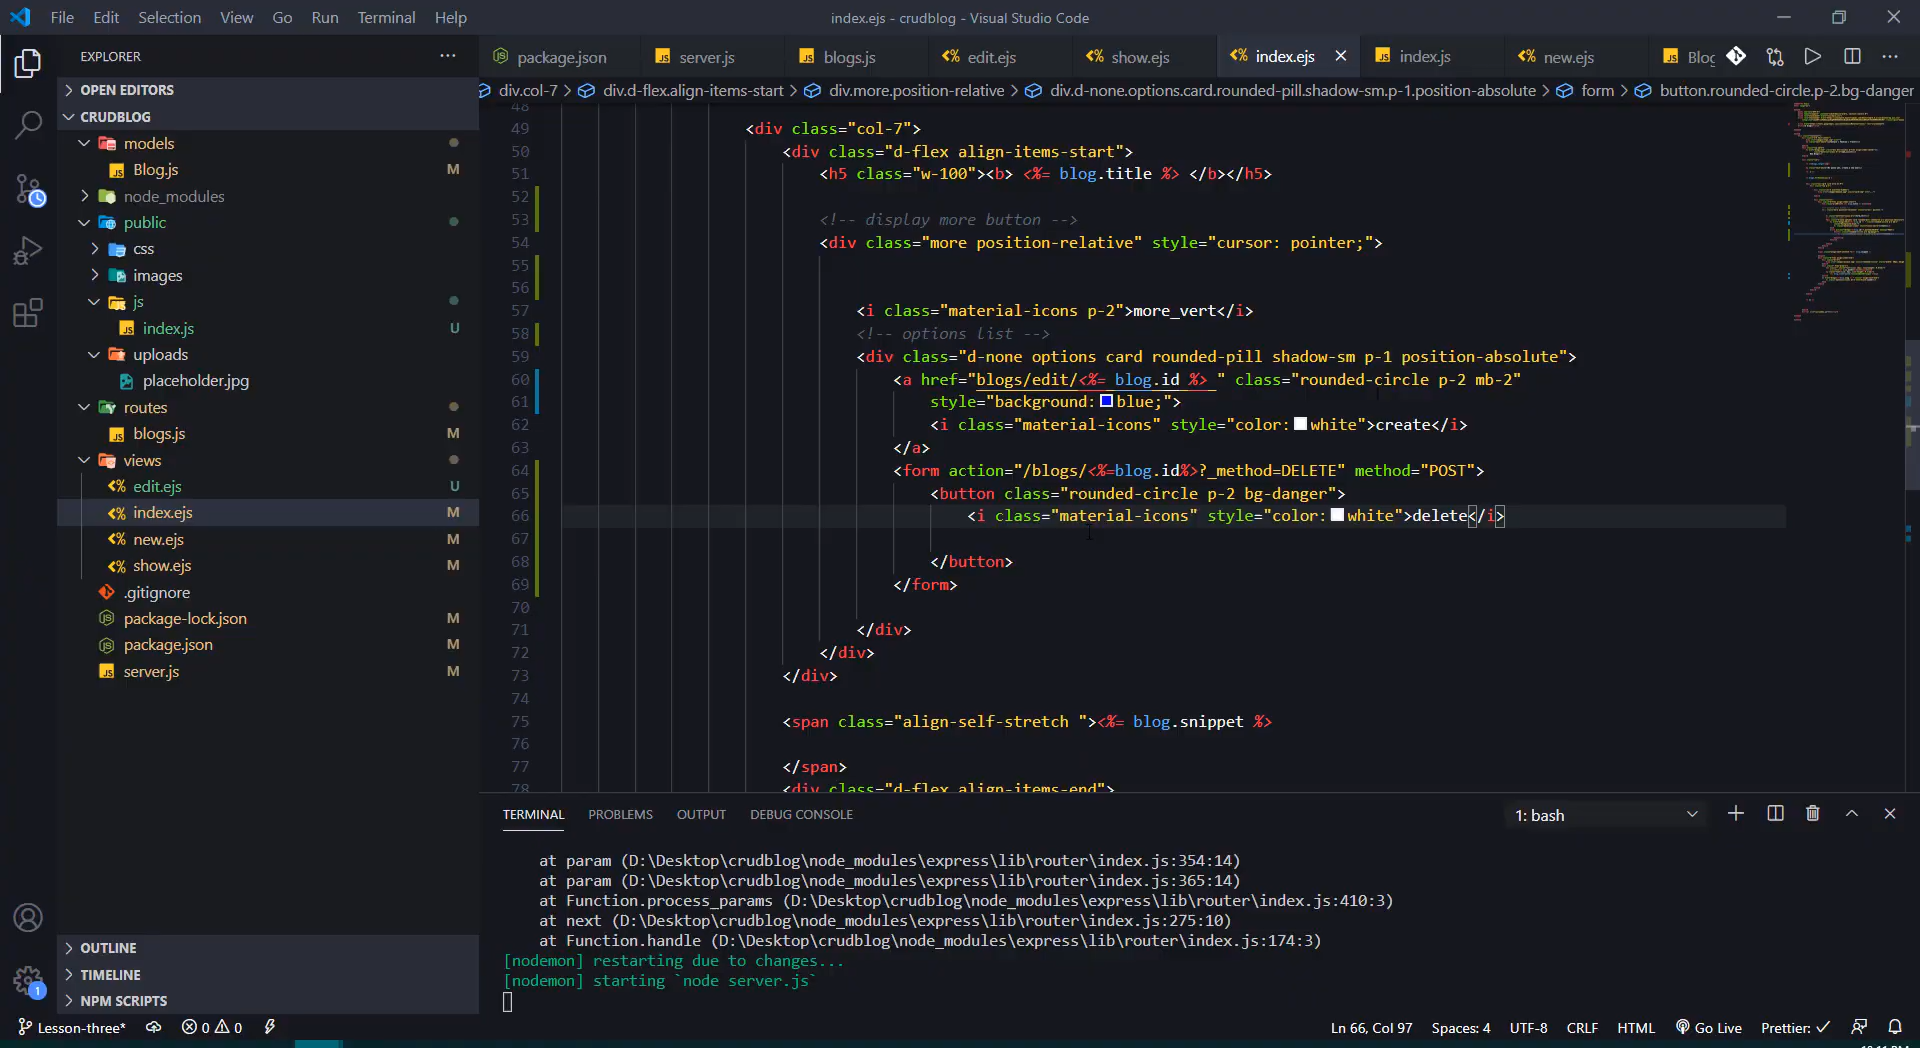 File Edit Selection View Go Run Terminal Help
index.ejs - crudblog - Visual Studio Code
EXPLORER
OPEN EDITORS
CRUDBLOG
models
Blog.js M
node_modules
public
css
images
js
index.js U
uploads
placeholder.jpg
routes
blogs.js M
views
edit.ejs U
index.ejs M
new.ejs M
show.ejs M
.gitignore
package-lock.json M
package.json M
server.js M
OUTLINE
TIMELINE
NPM SCRIPTS
package.json server.js blogs.js edit.ejs show.ejs index.ejs index.js new.ejs Blog
div.col-7 > div.d-flex.align-items-start > div.more.position-relative > div.d-none.options.card.rounded-pill.shadow-sm.p-1.position-absolute > form > button.rounded-circle.p-2.bg-danger
48
49 <div class="col-7">
50 <div class="d-flex align-items-start">
51 <h5 class="w-100"><b> <%= blog.title %> </b></h5>
52
53 <!-- display more button -->
54 <div class="more position-relative" style="cursor: pointer;">
55
56
57 <i class="material-icons p-2">more_vert</i>
58 <!-- options list -->
59 <div class="d-none options card rounded-pill shadow-sm p-1 position-absolute">
60 <a href="blogs/edit/<%= blog.id %> " class="rounded-circle p-2 mb-2"
61 style="background: blue;">
62 <i class="material-icons" style="color: white">create</i>
63 </a>
64 <form action="/blogs/<%=blog.id%>?_method=DELETE" method="POST">
65 <button class="rounded-circle p-2 bg-danger">
66 <i class="material-icons" style="color: white">delete</i>
67
68 </button>
69 </form>
70
71 </div>
72 </div>
73 </div>
74
75 <span class="align-self-stretch "><%= blog.snippet %>
76
77 </span>
78 <div class="d-flex align-items-end">
TERMINAL PROBLEMS OUTPUT DEBUG CONSOLE
1: bash
at param (D:\Desktop\crudblog\node_modules\express\lib\router\index.js:354:14)
at param (D:\Desktop\crudblog\node_modules\express\lib\router\index.js:365:14)
at Function.process_params (D:\Desktop\crudblog\node_modules\express\lib\router\index.js:410:3)
at next (D:\Desktop\crudblog\node_modules\express\lib\router\index.js:275:10)
at Function.handle (D:\Desktop\crudblog\node_modules\express\lib\router\index.js:174:3)
[nodemon] restarting due to changes...
[nodemon] starting `node server.js`
1
Lesson-three* 0 0
Ln 66, Col 97 Spaces: 4 UTF-8 CRLF HTML Go Live Prettier: ✓